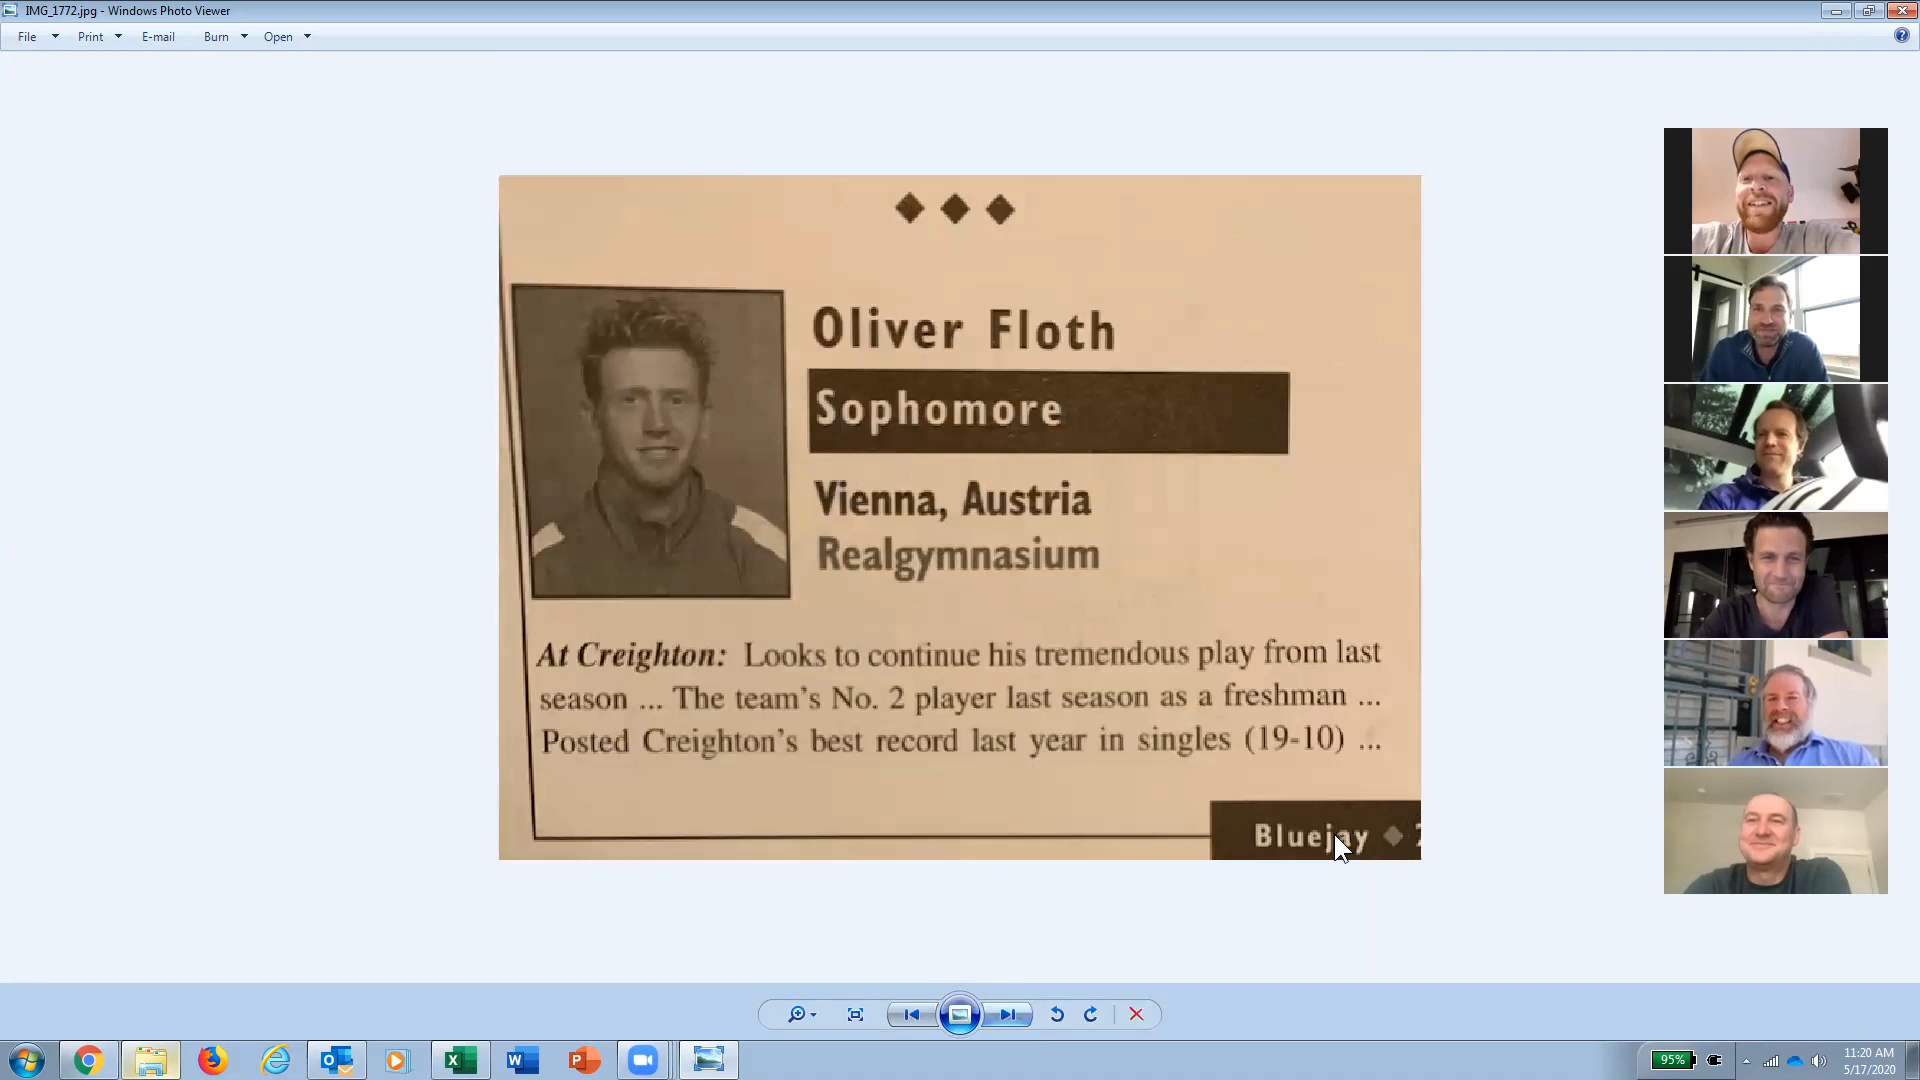 IMG_1772.jpg - Windows Photo Viewer
File Print E-mail Burn Open
Oliver Floth
Sophomore
Vienna, Austria
Realgymnasium
At Creighton: Looks to continue his tremendous play from last
season ... The team's No. 2 player last season as a freshman ...
Posted Creighton's best record last year in singles (19-10) ...
Bluejay
95%
11:20 AM
5/17/2020